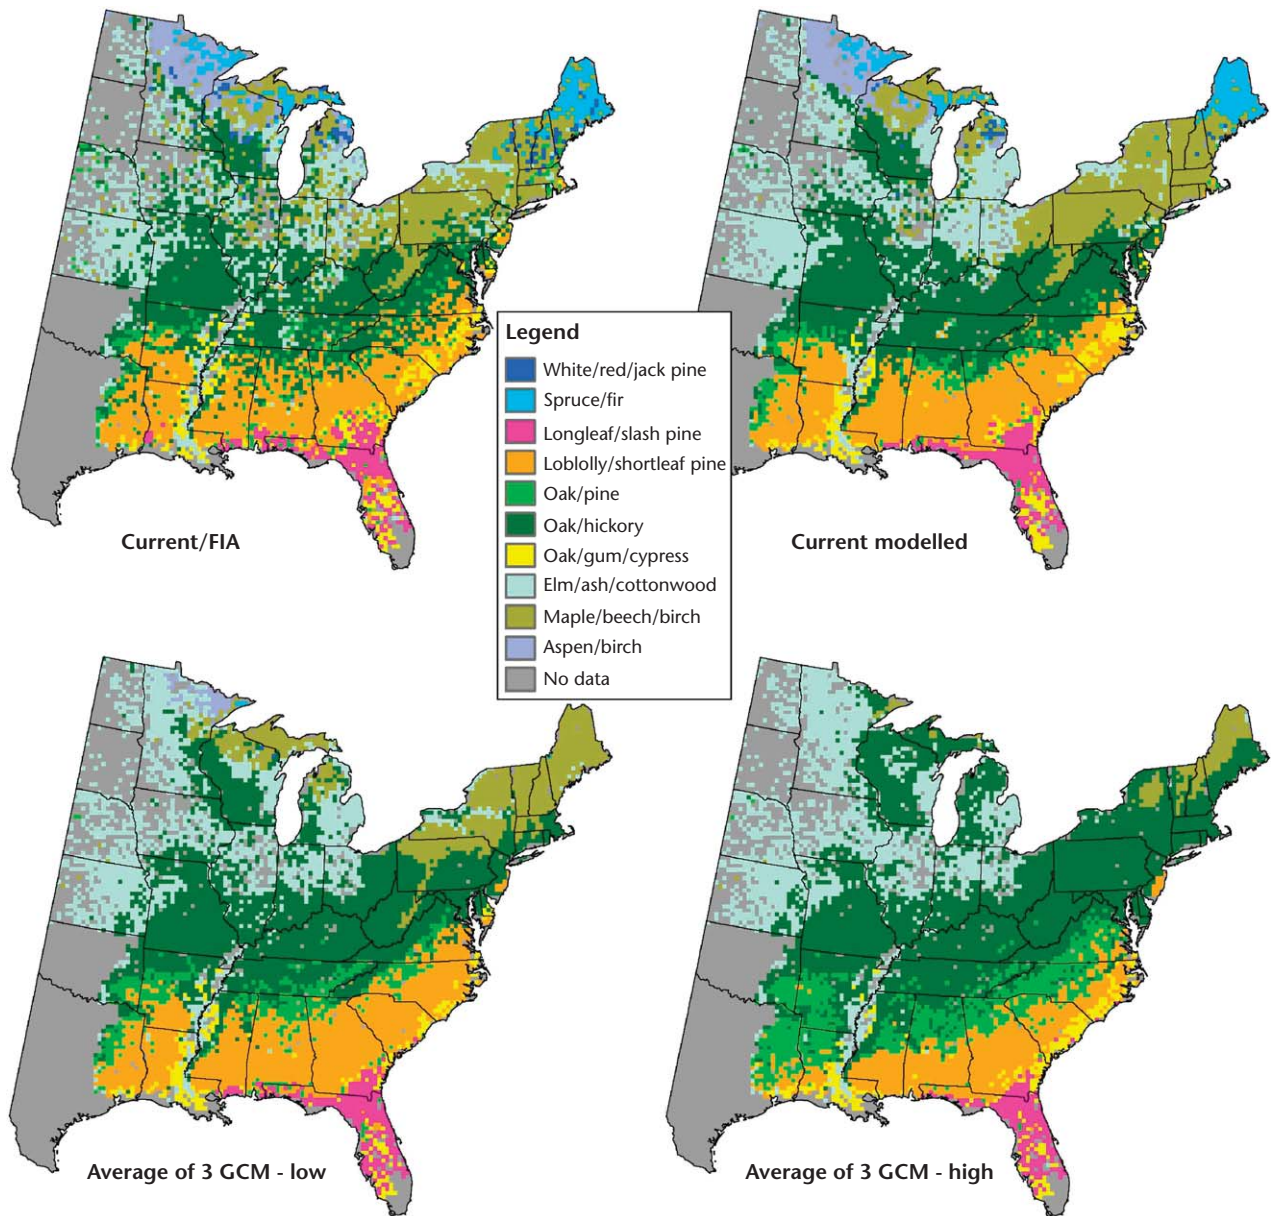 Legend
White/red/jack pine
Spruce/fir
Longleaf/slash pine
Loblolly/shortleaf pine
Oak/pine
Oak/hickory
Oak/gum/cypress
Elm/ash/cottonwood
Maple/beech/birch
Aspen/birch
No data
Current/FIA
Current modelled
Average of 3 GCM - low
Average of 3 GCM - high